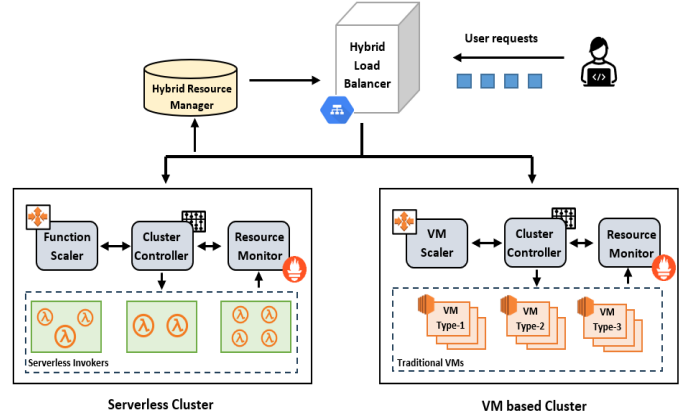 User requests
Hybrid
Load
Balancer
Hybrid Resource
Manager
</>
Function
Scaler
Cluster
Controller
Resource
Monitor
λ λ λ
λ λ
λ λ λ λ
Serverless Invokers
Serverless Cluster
VM
Scaler
Cluster
Controller
Resource
Monitor
VM
Type-1
VM
Type-2
VM
Type-3
Traditional VMs
VM based Cluster